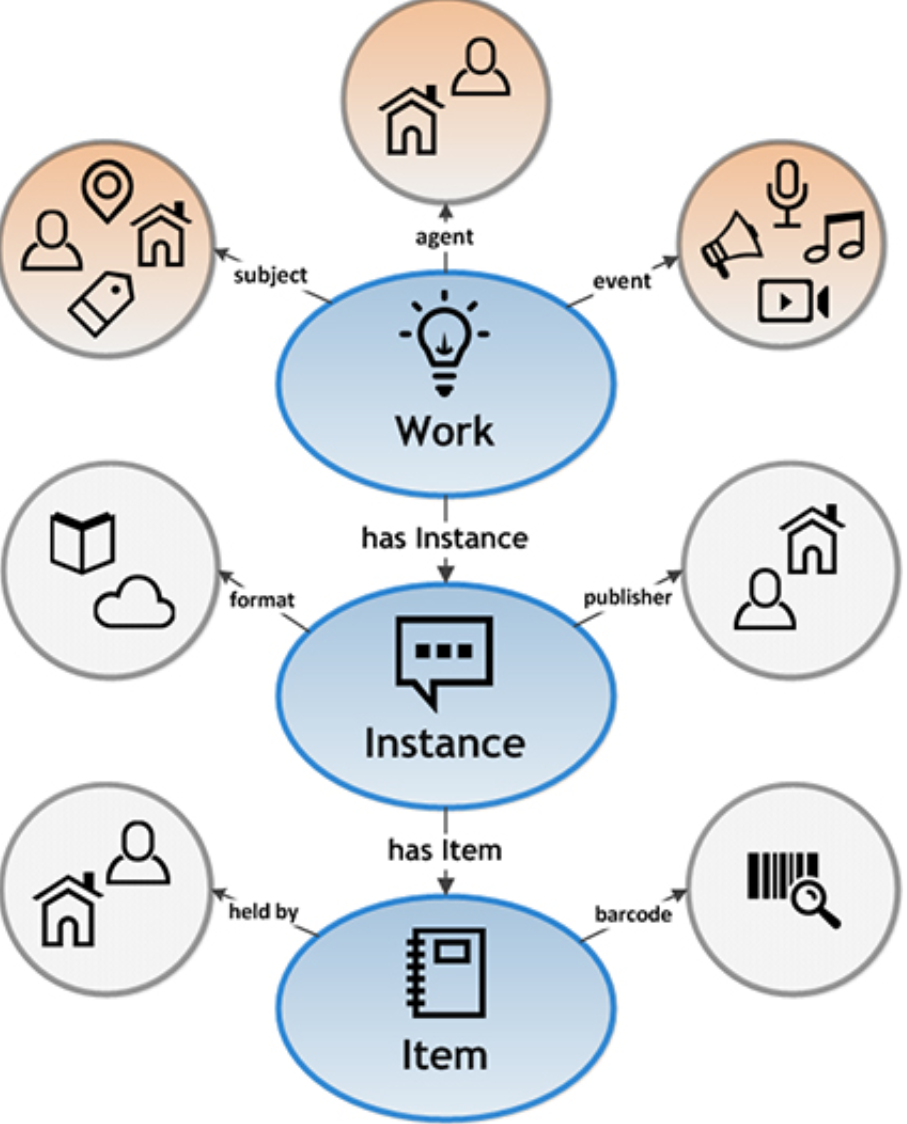 agent
subject
event
Work
has Instance
format
publisher
Instance
has Item
held by
barcode
Item